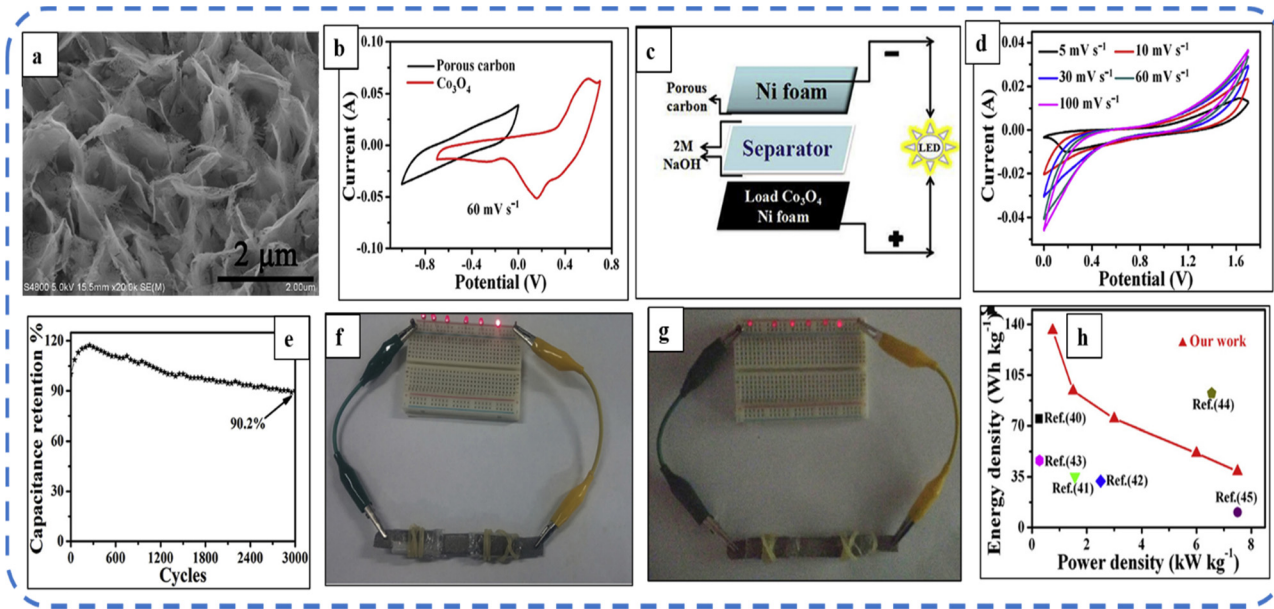 a
2 μm
S4800 5.0kV 15.5mm x20.0k SE(M)
2.00um
b
Current (A)
0.10
0.05
0.00
-0.05
-0.10
Porous carbon
Co₃O₄
60 mV s⁻¹
-0.8 -0.4 0.0 0.4 0.8
Potential (V)
c
Porous
carbon
Ni foam
2M
NaOH
Separator
Load Co₃O₄
Ni foam
-
+
LED
d
Current (A)
0.04
0.02
0.00
-0.02
-0.04
5 mV s⁻¹ 10 mV s⁻¹
30 mV s⁻¹ 60 mV s⁻¹
100 mV s⁻¹
0.0 0.4 0.8 1.2 1.6
Potential (V)
e
Capacitance retention %
120
90
60
30
0
90.2%
0 600 1200 1800 2400 3000
Cycles
f
g
h
Energy density (Wh kg⁻¹)
140
105
70
35
0
Our work
Ref.(44)
Ref.(40)
Ref.(43)
Ref.(41)
Ref.(42)
Ref.(45)
0 2 4 6 8
Power density (kW kg⁻¹)